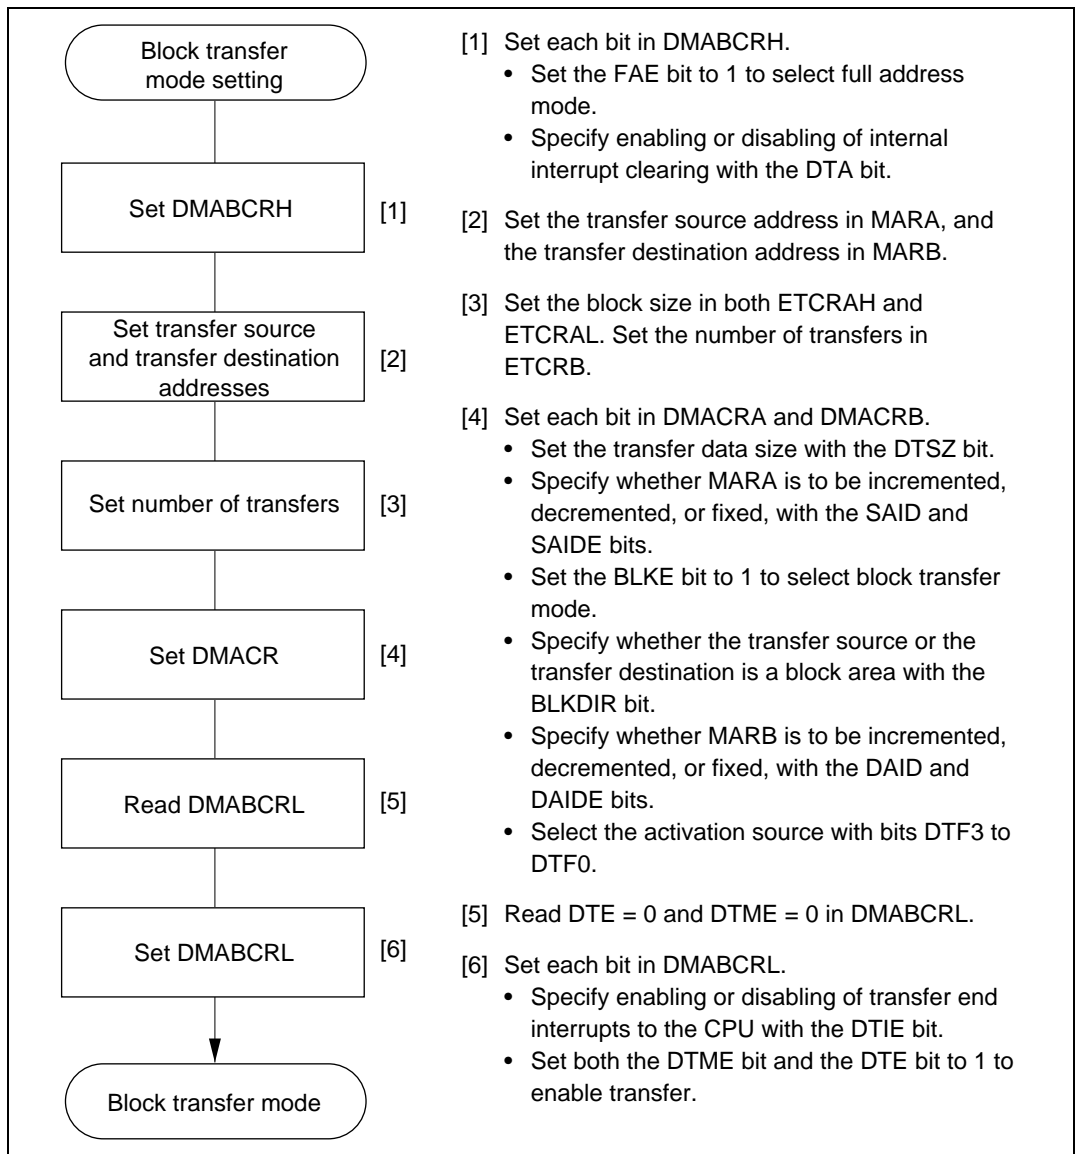 Block transfer
mode setting
Set DMABCRH
[1]
Set transfer source
and transfer destination
addresses
[2]
Set number of transfers
[3]
Set DMACR
[4]
Read DMABCRL
[5]
Set DMABCRL
[6]
Block transfer mode
[1] Set each bit in DMABCRH.
• Set the FAE bit to 1 to select full address
mode.
• Specify enabling or disabling of internal
interrupt clearing with the DTA bit.
[2] Set the transfer source address in MARA, and
the transfer destination address in MARB.
[3] Set the block size in both ETCRAH and
ETCRAL. Set the number of transfers in
ETCRB.
[4] Set each bit in DMACRA and DMACRB.
• Set the transfer data size with the DTSZ bit.
• Specify whether MARA is to be incremented,
decremented, or fixed, with the SAID and
SAIDE bits.
• Set the BLKE bit to 1 to select block transfer
mode.
• Specify whether the transfer source or the
transfer destination is a block area with the
BLKDIR bit.
• Specify whether MARB is to be incremented,
decremented, or fixed, with the DAID and
DAIDE bits.
• Select the activation source with bits DTF3 to
DTF0.
[5] Read DTE = 0 and DTME = 0 in DMABCRL.
[6] Set each bit in DMABCRL.
• Specify enabling or disabling of transfer end
interrupts to the CPU with the DTIE bit.
• Set both the DTME bit and the DTE bit to 1 to
enable transfer.